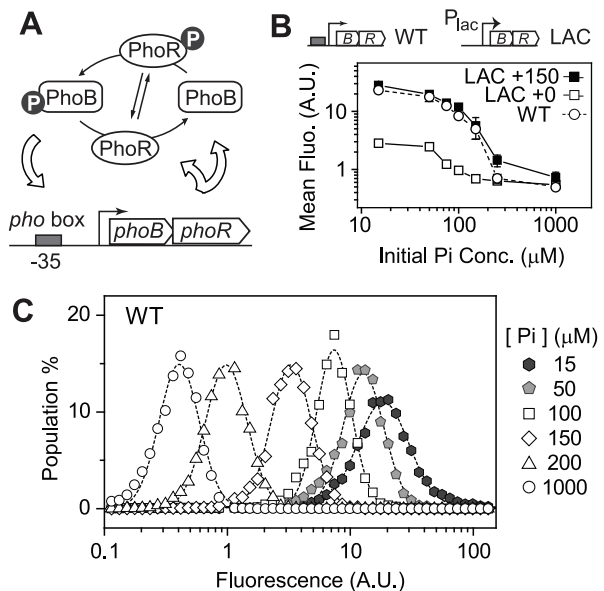 A
PhoR P
P PhoB
PhoB
PhoR
pho box
phoB phoR
-35
B
B R WT
Plac
B R LAC
LAC +150
LAC +0
WT
Mean Fluo. (A.U.)
10
1
10 100 1000
Initial Pi Conc. (μM)
C
WT
Population %
20
10
0
0.1 1 10 100
Fluorescence (A.U.)
[ Pi ] (μM)
15
50
100
150
200
1000